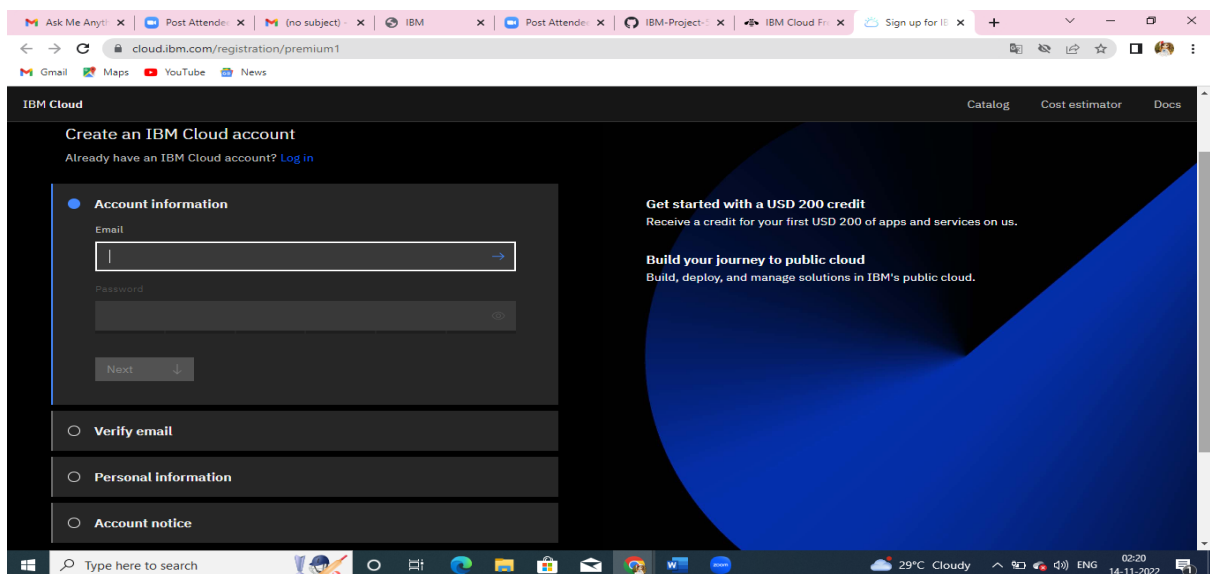 Ask Me Anyth
Post Attender
(no subject) -
IBM
Post Attender
IBM-Project-
IBM Cloud Fr
Sign up for IE
cloud.ibm.com/registration/premium1
Gmail
Maps
YouTube
News
IBM Cloud
Catalog
Cost estimator
Docs
Create an IBM Cloud account
Already have an IBM Cloud account? Log in
Account information
Email
Password
Next
Verify email
Personal information
Account notice
Get started with a USD 200 credit
Receive a credit for your first USD 200 of apps and services on us.
Build your journey to public cloud
Build, deploy, and manage solutions in IBM's public cloud.
Type here to search
W
zoom
29°C Cloudy
ENG
02:20
14-11-2022
1